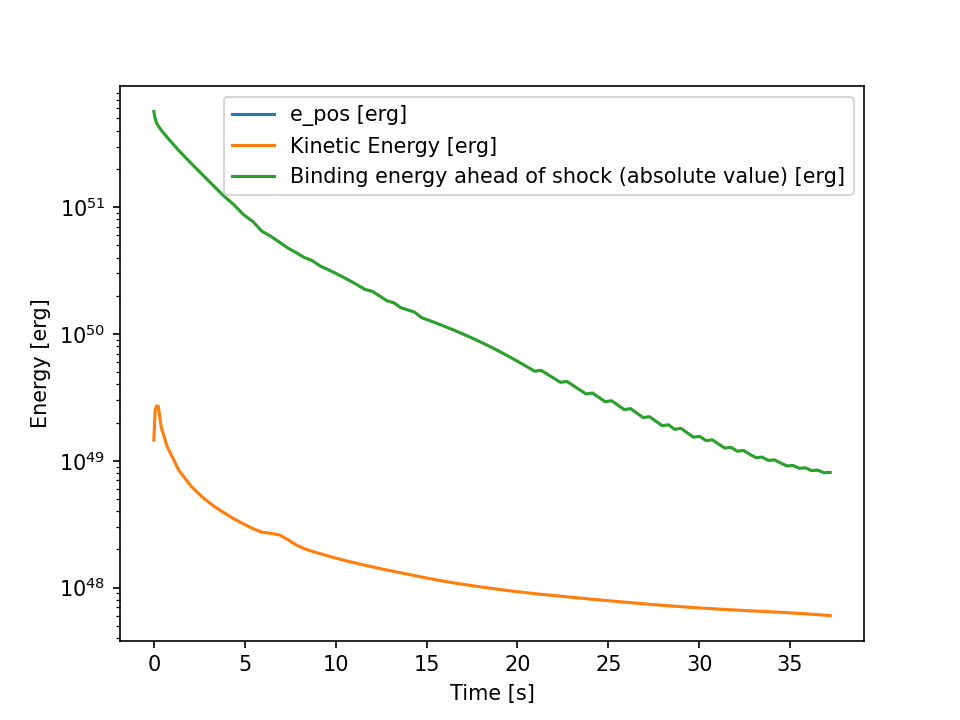 e_pos [erg]
Kinetic Energy [erg]
Binding energy ahead of shock (absolute value) [erg]
Energy [erg]
10^51
10^50
10^49
10^48
0 5 10 15 20 25 30 35
Time [s]